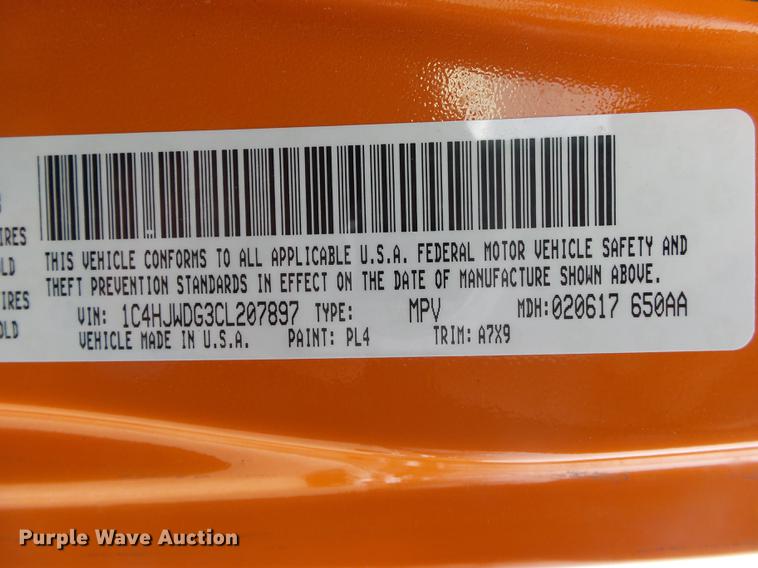 IRES
OLD
IRES
OLD
THIS VEHICLE CONFORMS TO ALL APPLICABLE U.S.A. FEDERAL MOTOR VEHICLE SAFETY AND
THEFT PREVENTION STANDARDS IN EFFECT ON THE DATE OF MANUFACTURE SHOWN ABOVE.
VIN: 1C4HJWDG3CL207897 TYPE: MPV MDH:020617 650AA
VEHICLE MADE IN U.S.A. PAINT: PL4 TRIM: A7X9
Purple Wave Auction